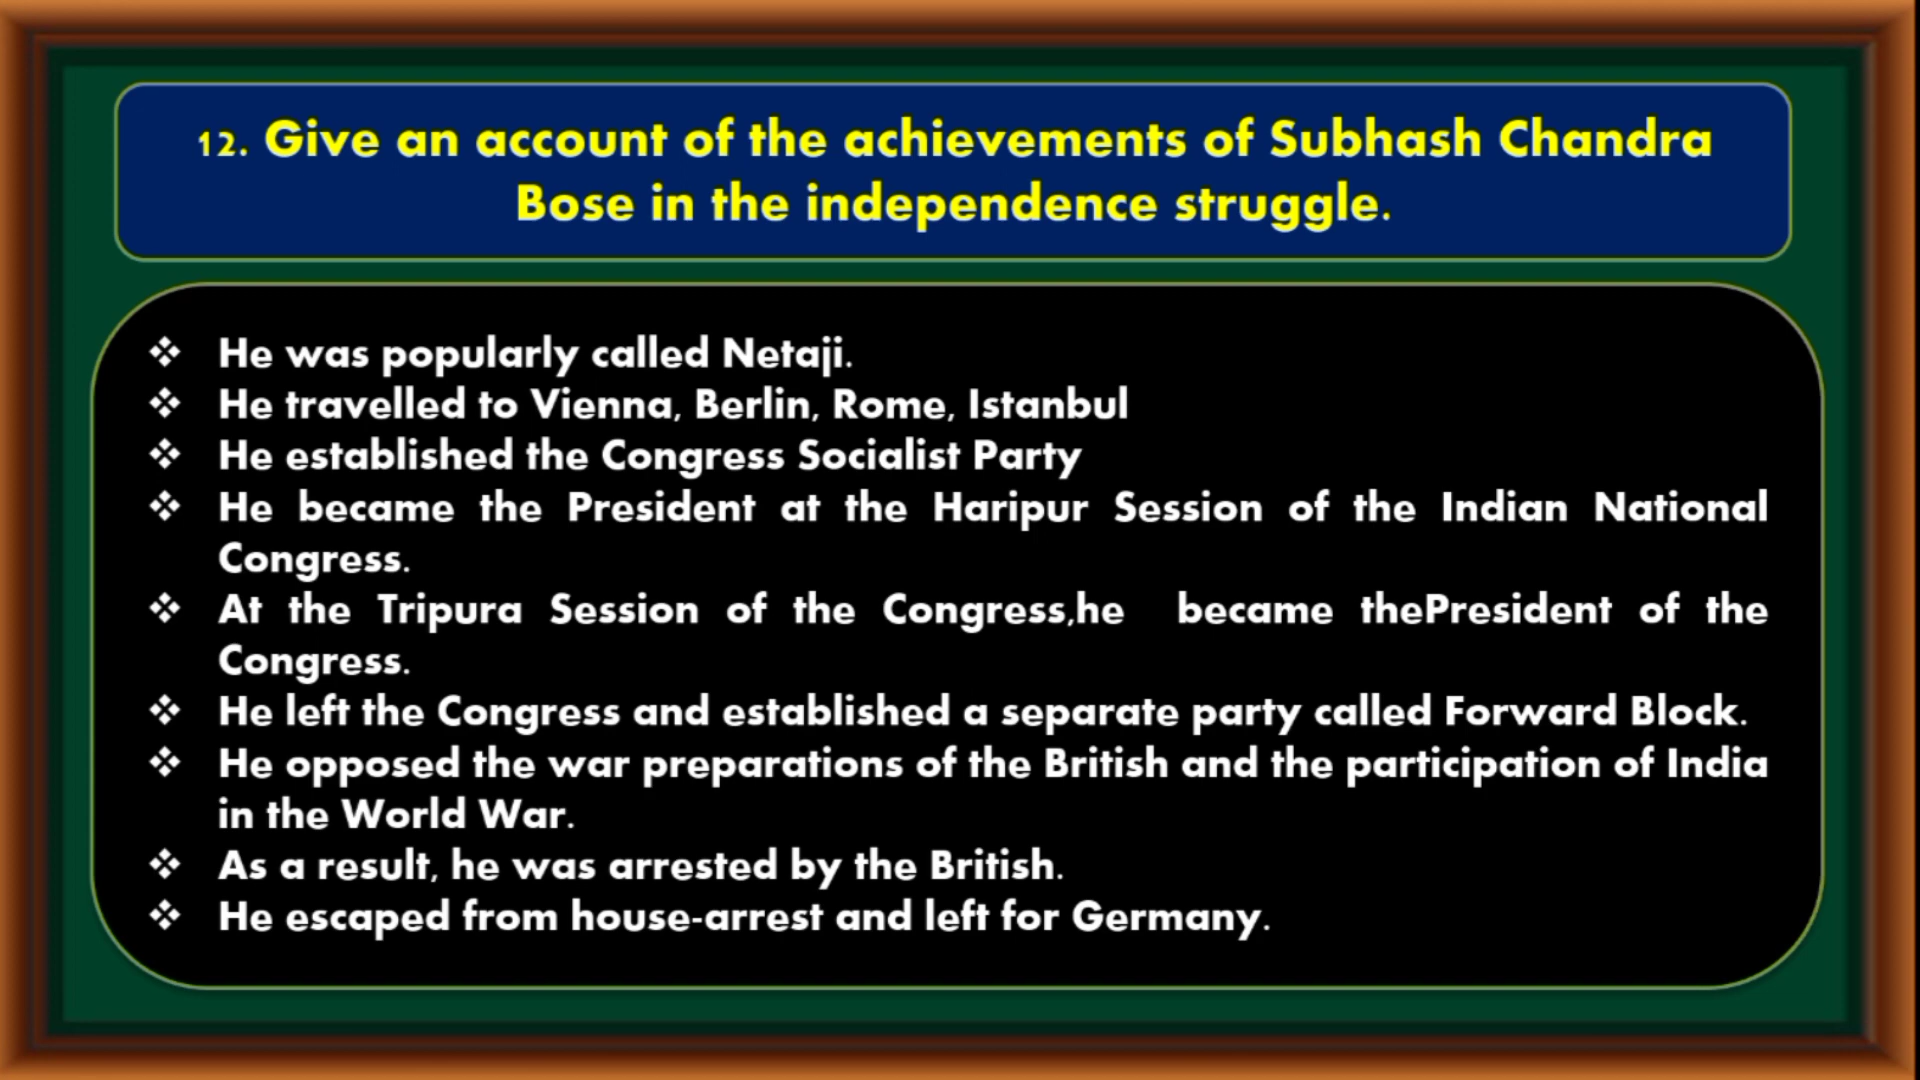 12. Give an account of the achievements of Subhash Chandra
Bose in the independence struggle.
❖ He was popularly called Netaji.
❖ He travelled to Vienna, Berlin, Rome, Istanbul
❖ He established the Congress Socialist Party
❖ He became the President at the Haripur Session of the Indian National
Congress.
❖ At the Tripura Session of the Congress,he became thePresident of the
Congress.
❖ He left the Congress and established a separate party called Forward Block.
❖ He opposed the war preparations of the British and the participation of India
in the World War.
❖ As a result, he was arrested by the British.
❖ He escaped from house-arrest and left for Germany.